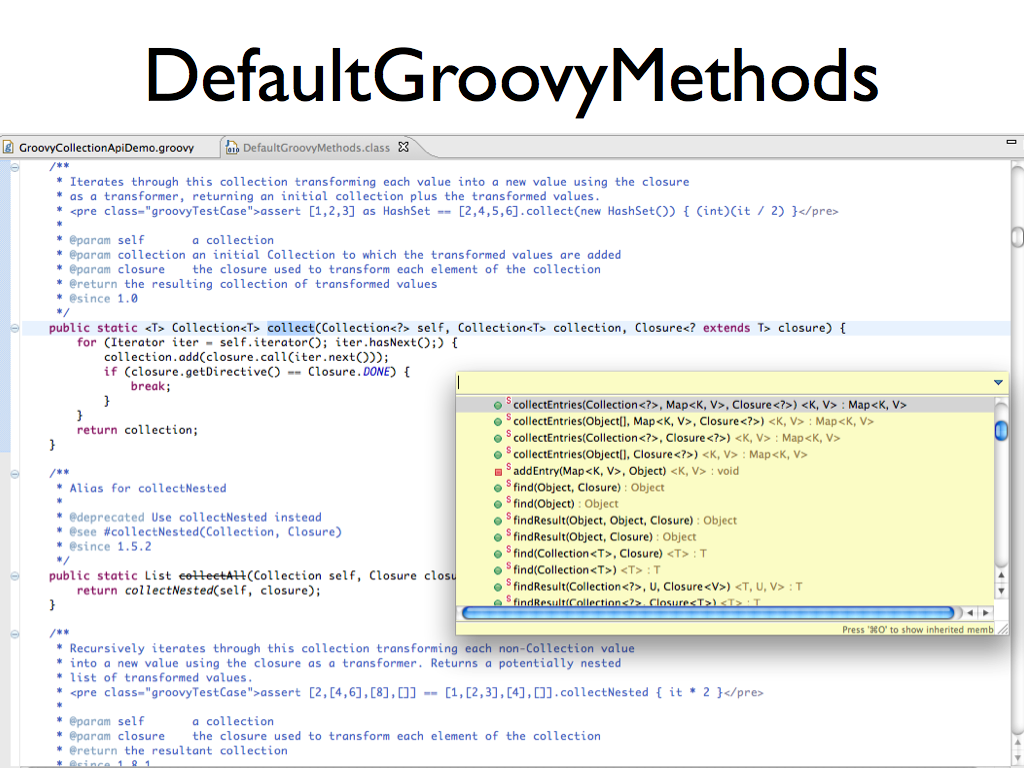 DefaultGroovyMethods
GroovyCollectionApiDemo.groovy DefaultGroovyMethods.class
/**
* Iterates through this collection transforming each value into a new value using the closure
* as a transformer, returning an initial collection plus the transformed values.
* <pre class="groovyTestCase">assert [1,2,3] as HashSet == [2,4,5,6].collect(new HashSet()) { (int)(it / 2) }</pre>
*
* @param self a collection
* @param collection an initial Collection to which the transformed values are added
* @param closure the closure used to transform each element of the collection
* @return the resulting collection of transformed values
* @since 1.0
*/
public static <T> Collection<T> collect(Collection<?> self, Collection<T> collection, Closure<? extends T> closure) {
for (Iterator iter = self.iterator(); iter.hasNext();) {
collection.add(closure.call(iter.next()));
if (closure.getDirective() == Closure.DONE) {
break;
}
}
return collection;
}
/**
* Alias for collectNested
*
* @deprecated Use collectNested instead
* @see #collectNested(Collection, Closure)
* @since 1.5.2
*/
public static List collectAll(Collection self, Closure closu
return collectNested(self, closure);
}
/**
* Recursively iterates through this collection transforming each non-Collection value
* into a new value using the closure as a transformer. Returns a potentially nested
* list of transformed values.
* <pre class="groovyTestCase">assert [2,[4,6],[8],[]] == [1,[2,3],[4],[]].collectNested { it * 2 }</pre>
*
* @param self a collection
* @param closure the closure used to transform each element of the collection
* @return the resultant collection
* @since 1.8.1
collectEntries(Collection<?>, Map<K, V>, Closure<?>) <K, V> : Map<K, V>
collectEntries(Object[], Map<K, V>, Closure<?>) <K, V> : Map<K, V>
collectEntries(Collection<?>, Closure<?>) <K, V> : Map<K, V>
collectEntries(Object[], Closure<?>) <K, V> : Map<K, V>
addEntry(Map<K, V>, Object) <K, V> : void
find(Object, Closure) : Object
find(Object) : Object
findResult(Object, Object, Closure) : Object
findResult(Object, Closure) : Object
find(Collection<T>, Closure) <T> : T
find(Collection<T>) <T> : T
findResult(Collection<?>, U, Closure<V>) <T, U, V> : T
findResult(Collection<?>, Closure<T>) <T> : T
Press '⌘O' to show inherited memb